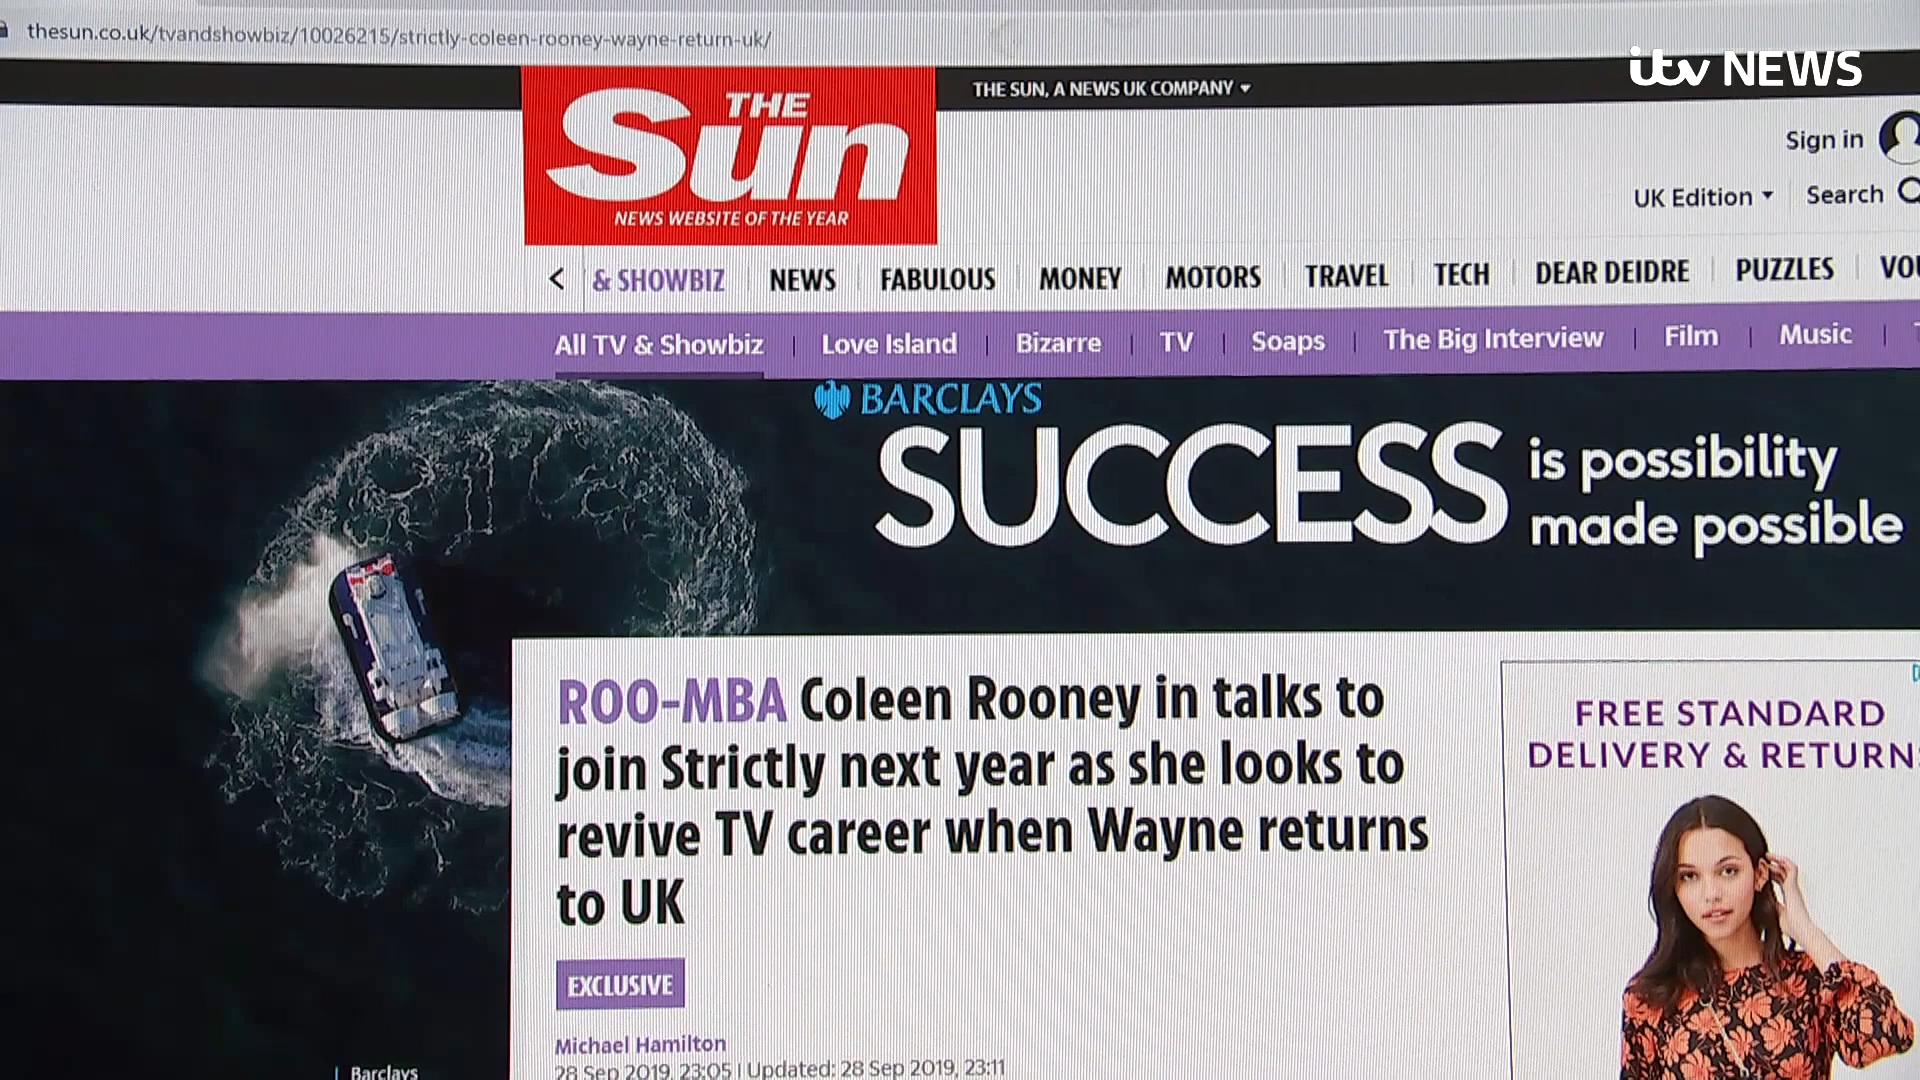 thesun.co.uk/tvandshowbiz/10026215/strictly-coleen-rooney-wayne-return-uk/
itv NEWS
THE SUN, A NEWS UK COMPANY
THE
Sun
NEWS WEBSITE OF THE YEAR
Sign in
UK Edition
Search
& SHOWBIZ
NEWS
FABULOUS
MONEY
MOTORS
TRAVEL
TECH
DEAR DEIDRE
PUZZLES
All TV & Showbiz
Love Island
Bizarre
TV
Soaps
The Big Interview
Film
Music
BARCLAYS
SUCCESS
is possibility
made possible
ROO-MBA Coleen Rooney in talks to
join Strictly next year as she looks to
revive TV career when Wayne returns
to UK
EXCLUSIVE
Michael Hamilton
28 Sep 2019, 23:05 | Updated: 28 Sep 2019, 23:11
FREE STANDARD
DELIVERY & RETURNS
Barclays